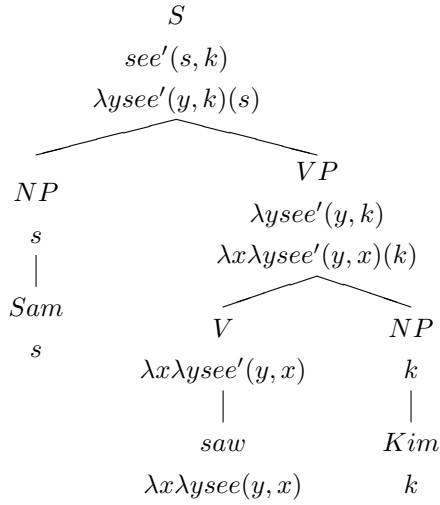 S
see′(s, k)
λysee′(y, k)(s)
NP
s
Sam
s
VP
λysee′(y, k)
λxλysee′(y, x)(k)
V
λxλysee′(y, x)
saw
λxλysee(y, x)
NP
k
Kim
k